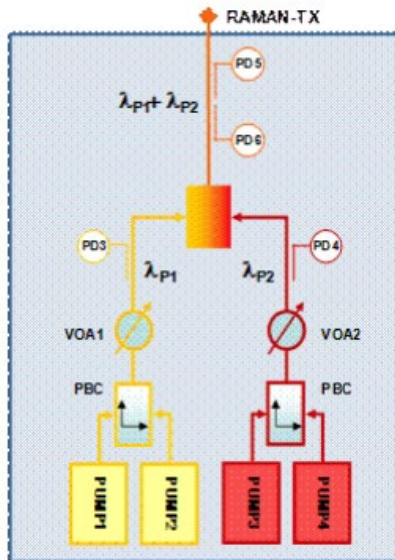 RAMAN-TX
PD5
λP1+ λP2
PD6
PD3
PD4
λP1
λP2
VOA1
VOA2
PBC
PBC
PUMP1
PUMP2
PUMP3
PUMP4